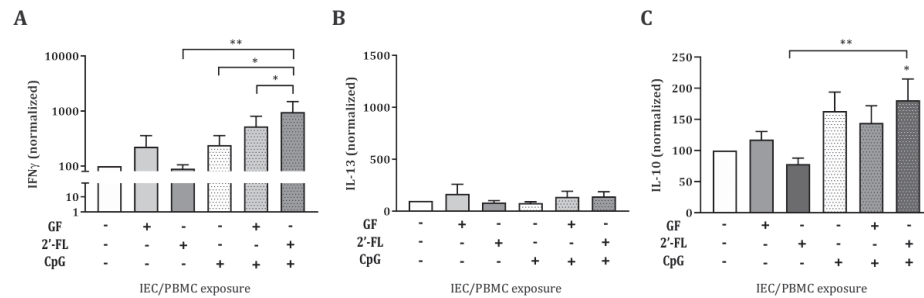 A
IFNγ (normalized)
10000
1000
100
10
1
**
*
*
GF - + - - + -
2'-FL - - + - - +
CpG - - - + + +
IEC/PBMC exposure
B
IL-13 (normalized)
1500
1000
500
0
GF - + - - + -
2'-FL - - + - - +
CpG - - - + + +
IEC/PBMC exposure
C
IL-10 (normalized)
250
200
150
100
50
0
**
*
GF - + - - + -
2'-FL - - + - - +
CpG - - - + + +
IEC/PBMC exposure